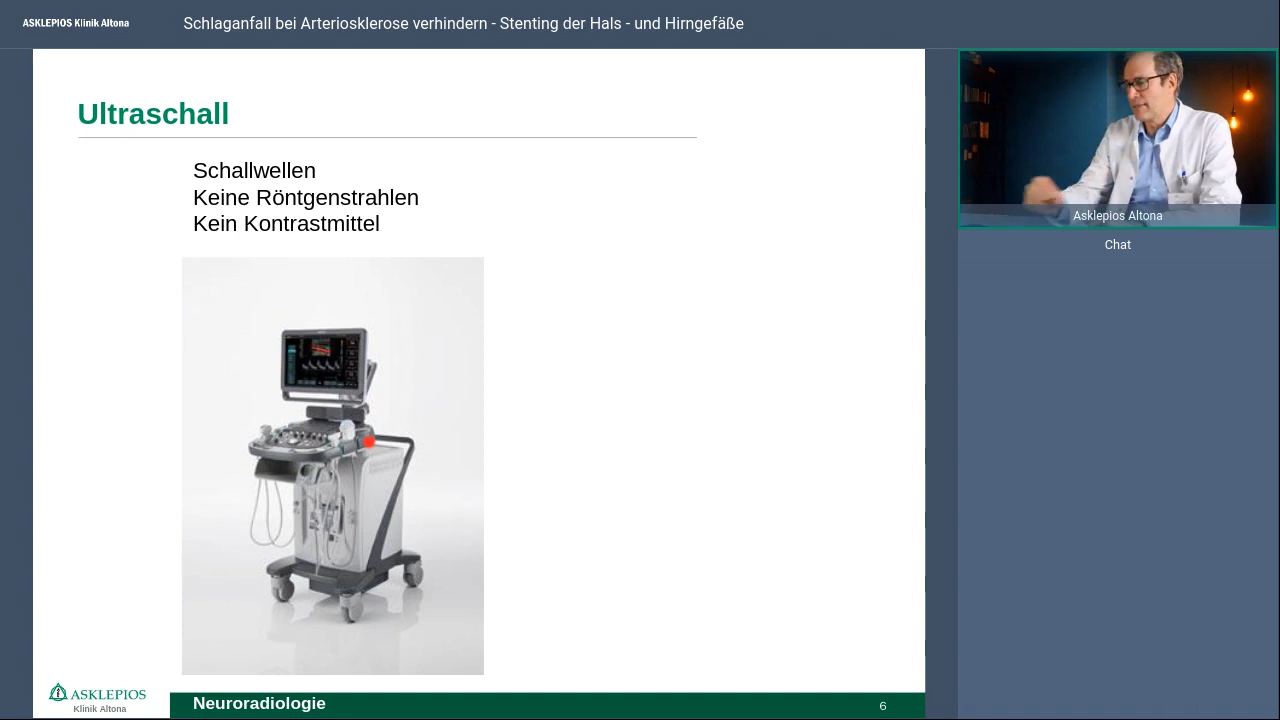 ASKLEPIOS Klinik Altona
Schlaganfall bei Arteriosklerose verhindern - Stenting der Hals - und Hirngefäße
Ultraschall
Schallwellen
Keine Röntgenstrahlen
Kein Kontrastmittel
Asklepios Altona
Chat
ASKLEPIOS
Klinik Altona
Neuroradiologie
6